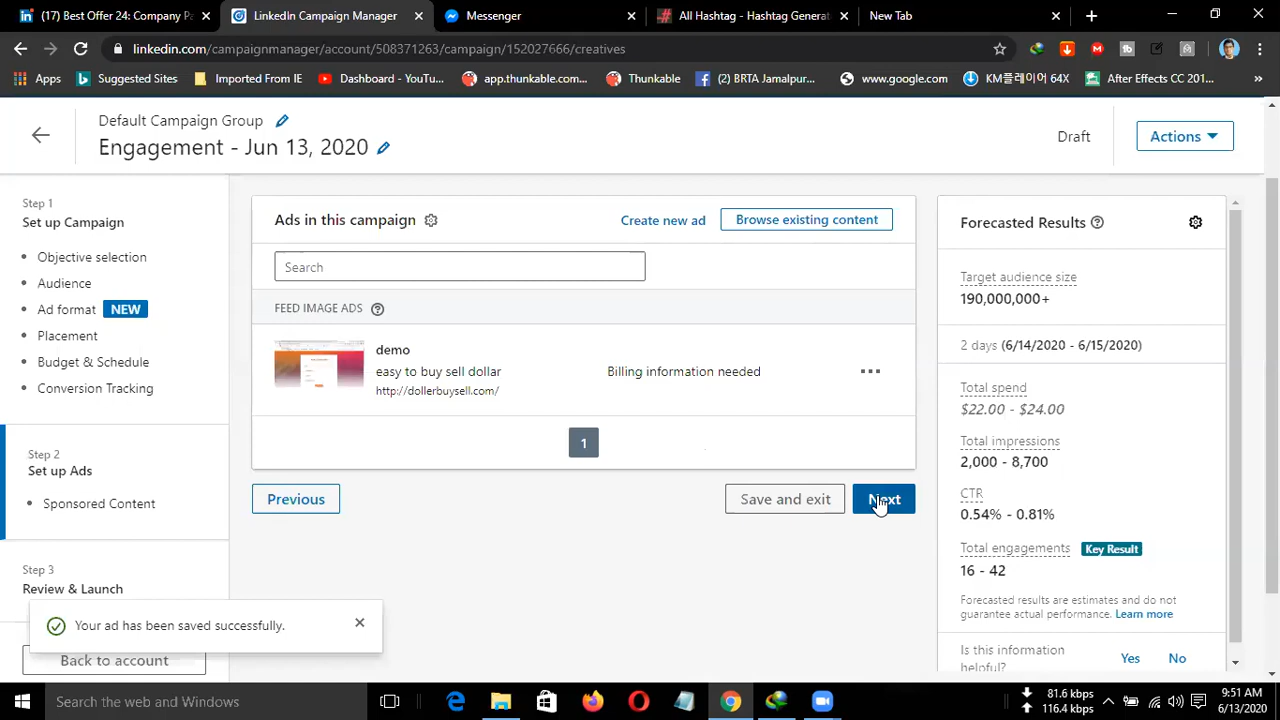 (17) Best Offer 24: Company Pa
LinkedIn Campaign Manager
Messenger
All Hashtag - Hashtag Generat
New Tab
linkedin.com/campaignmanager/account/508371263/campaign/152027666/creatives
Apps
Suggested Sites
Imported From IE
Dashboard - YouTu...
app.thunkable.com...
Thunkable
(2) BRTA Jamalpur...
www.google.com
KM플레이어 64X
After Effects CC 201...
Default Campaign Group
Engagement - Jun 13, 2020
Draft
Actions
Step 1
Set up Campaign
Objective selection
Audience
Ad format NEW
Placement
Budget & Schedule
Conversion Tracking
Step 2
Set up Ads
Sponsored Content
Step 3
Review & Launch
Back to account
Your ad has been saved successfully.
Ads in this campaign
Create new ad
Browse existing content
Search
FEED IMAGE ADS
demo
easy to buy sell dollar
http://dollerbuysell.com/
Billing information needed
1
Previous
Save and exit
Next
Forecasted Results
Target audience size
190,000,000+
2 days (6/14/2020 - 6/15/2020)
Total spend
$22.00 - $24.00
Total impressions
2,000 - 8,700
CTR
0.54% - 0.81%
Total engagements Key Result
16 - 42
Forecasted results are estimates and do not
guarantee actual performance. Learn more
Is this information
helpful?
Yes
No
Search the web and Windows
81.6 kbps
116.4 kbps
9:51 AM
6/13/2020